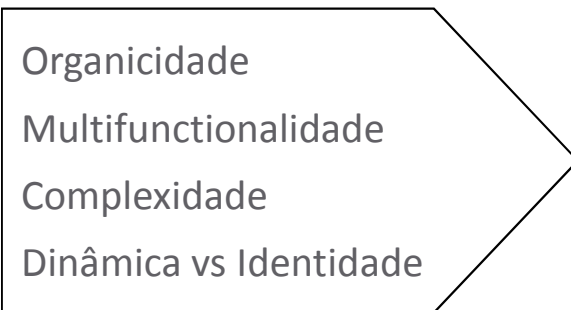 Organicidade
Multifunctionalidade
Complexidade
Dinâmica vs Identidade